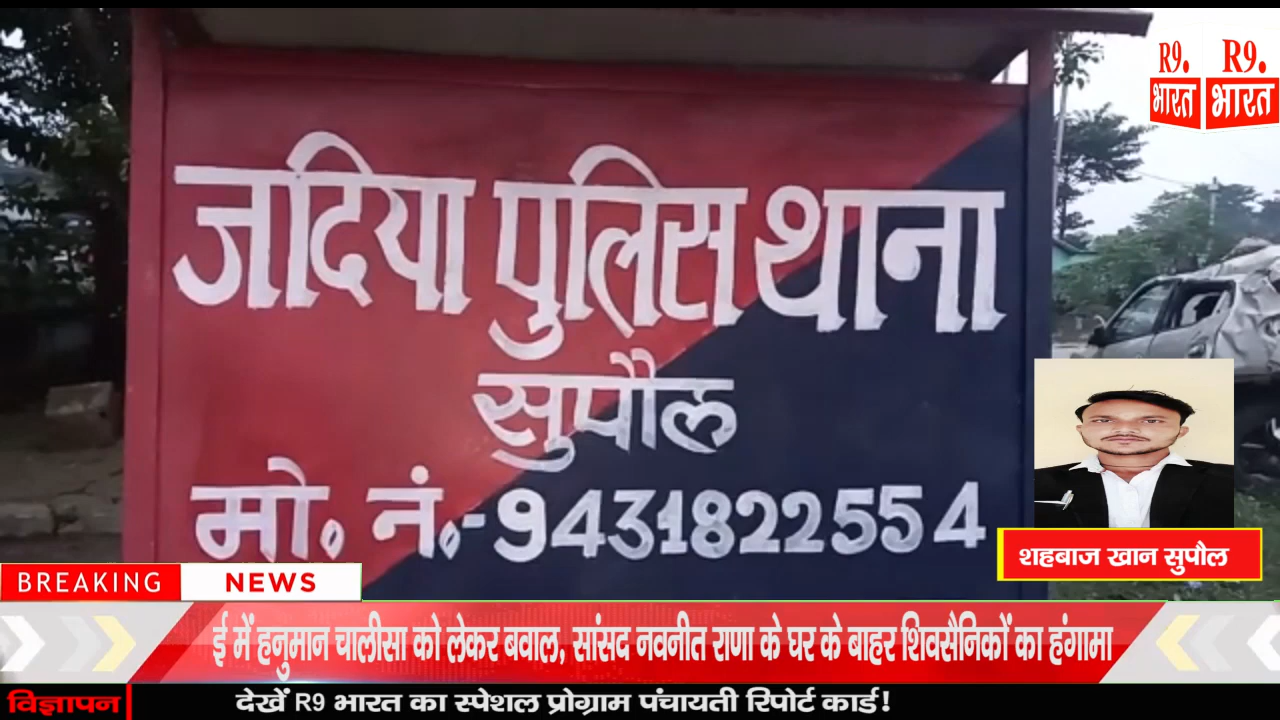 R9.
भारत
R9.
भारत
जदिया पुलिस थाना
सुपौल
मो. नं.-9431822554
शहबाज खान सुपौल
BREAKING NEWS
ई में हनुमान चालीसा को लेकर बवाल, सांसद नवनीत राणा के घर के बाहर शिवसैनिकों का हंगामा
विज्ञापन
देखें R9 भारत का स्पेशल प्रोग्राम पंचायती रिपोर्ट कार्ड!